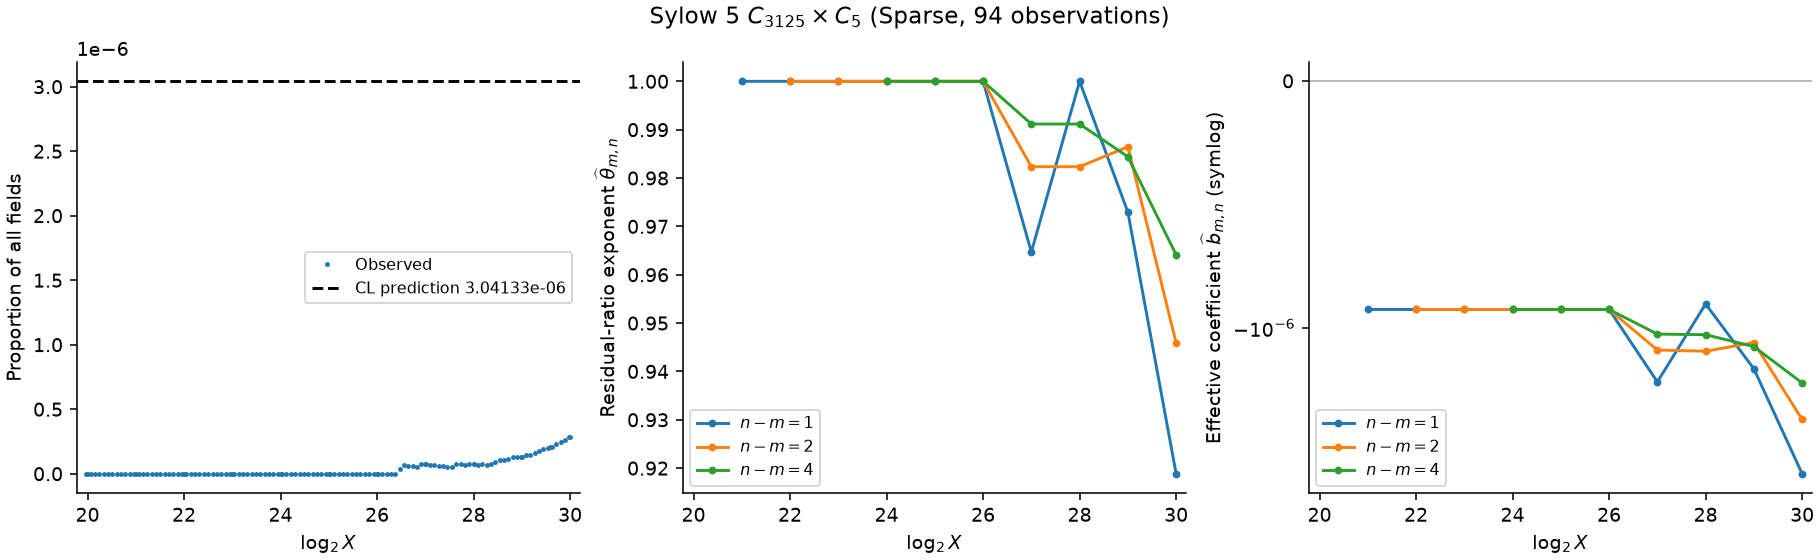 Sylow 5 C₃₁₂₅ × C₅ (Sparse, 94 observations)
1e−6
3.0
2.5
2.0
1.5
1.0
0.5
0.0
Proportion of all fields
Observed
CL prediction 3.04133e-06
20 22 24 26 28 30
log₂ X
1.00
0.99
0.98
0.97
0.96
0.95
0.94
0.93
0.92
Residual-ratio exponent θ̂ₘ,ₙ
n − m = 1
n − m = 2
n − m = 4
20 22 24 26 28 30
log₂ X
0
−10⁻⁶
Effective coefficient b̂ₘ,ₙ (symlog)
n − m = 1
n − m = 2
n − m = 4
20 22 24 26 28 30
log₂ X